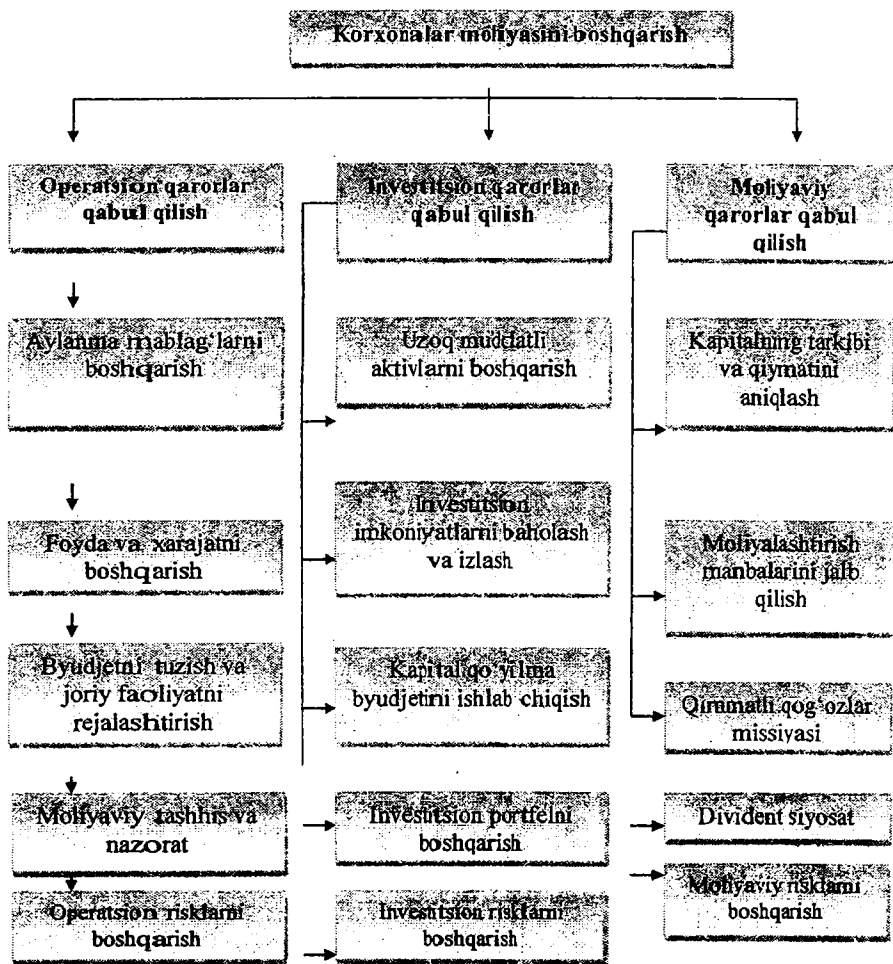 Korxonalar moliyasini boshqarish
Operatsion qarorlar
qabul qilish
Investitsion qarorlar
qabul qilish
Moliyaviy
qarorlar qabul
qilish
Aylanma mablag‘larni
boshqarish
Uzoq muddatli
aktivlarni boshqarish
Kapitalning tarkibi
va qiymatini
aniqlash
Foyda va xarajatni
boshqarish
Investitsion
imkoniyatlarni baholash
va izlash
Moliyalashtirish
manbalarini jalb
qilish
Byudjetni tuzish va
joriy faoliyatni
rejalashtirish
Kapital qo‘yilma
byudjetini ishlab chiqish
Qimmatli qog‘ozlar
missiyasi
Moliyaviy tashhis va
nazorat
Investitsion portfelni
boshqarish
Divident siyosat
Operatsion risklarni
boshqarish
Investitsion risklarni
boshqarish
Moliyaviy risklarni
boshqarish